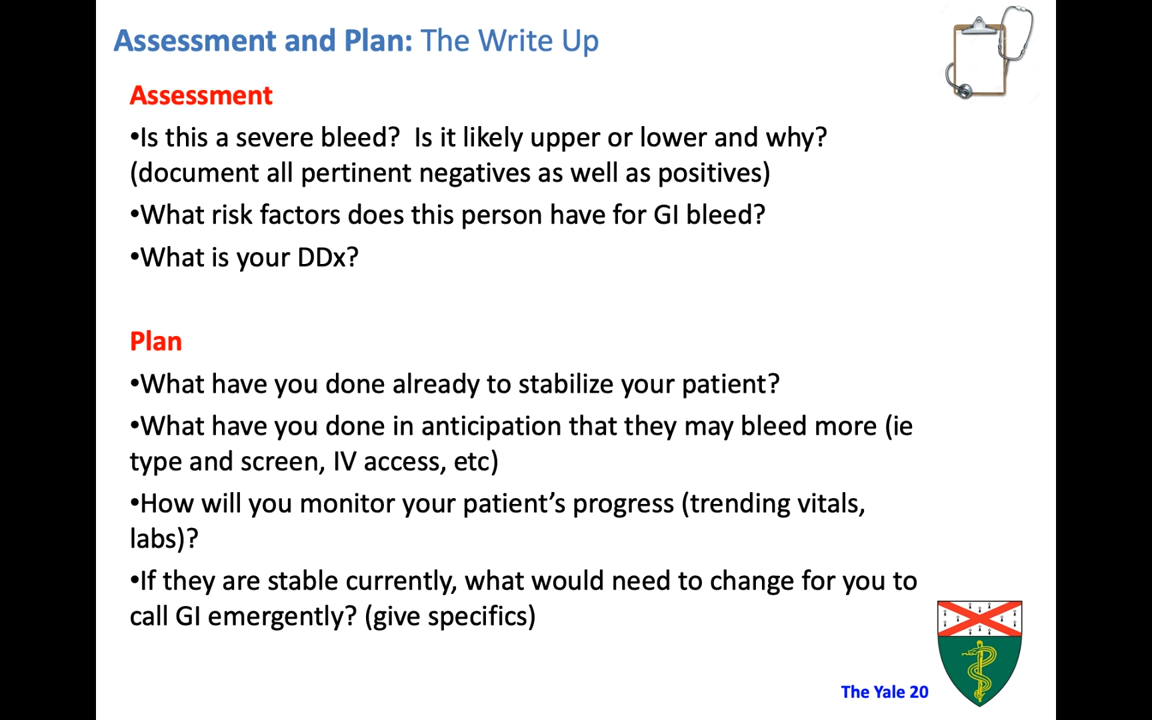 Assessment and Plan: The Write Up
Assessment
•Is this a severe bleed?  Is it likely upper or lower and why?
(document all pertinent negatives as well as positives)
•What risk factors does this person have for GI bleed?
•What is your DDx?
Plan
•What have you done already to stabilize your patient?
•What have you done in anticipation that they may bleed more (ie
type and screen, IV access, etc)
•How will you monitor your patient’s progress (trending vitals,
labs)?
•If they are stable currently, what would need to change for you to
call GI emergently? (give specifics)
The Yale 20